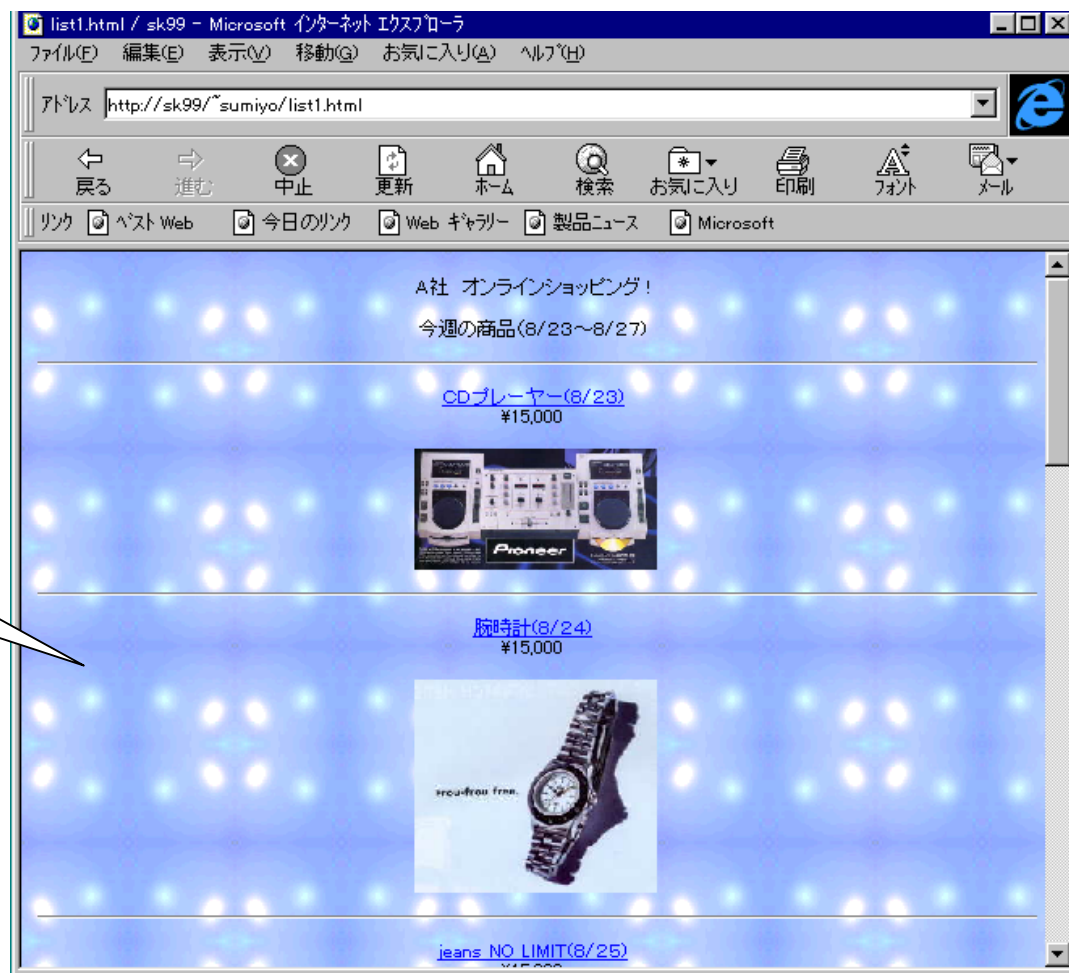 list1.html / sk99 - Microsoft インターネット エクスプローラ
ファイル(F) 編集(E) 表示(V) 移動(G) お気に入り(A) ヘルプ(H)
アドレス http://sk99/~sumiyo/list1.html
戻る 進む 中止 更新 ホーム 検索 お気に入り 印刷 フォント メール
リンク ベスト Web 今日のリンク Web ギャラリー 製品ニュース Microsoft
A社 オンラインショッピング!
今週の商品(8/23~8/27)
CDプレーヤー(8/23)
¥15,000
Pioneer
腕時計(8/24)
¥15,000
frou-frou free.
jeans NO LIMIT(8/25)
¥15,000